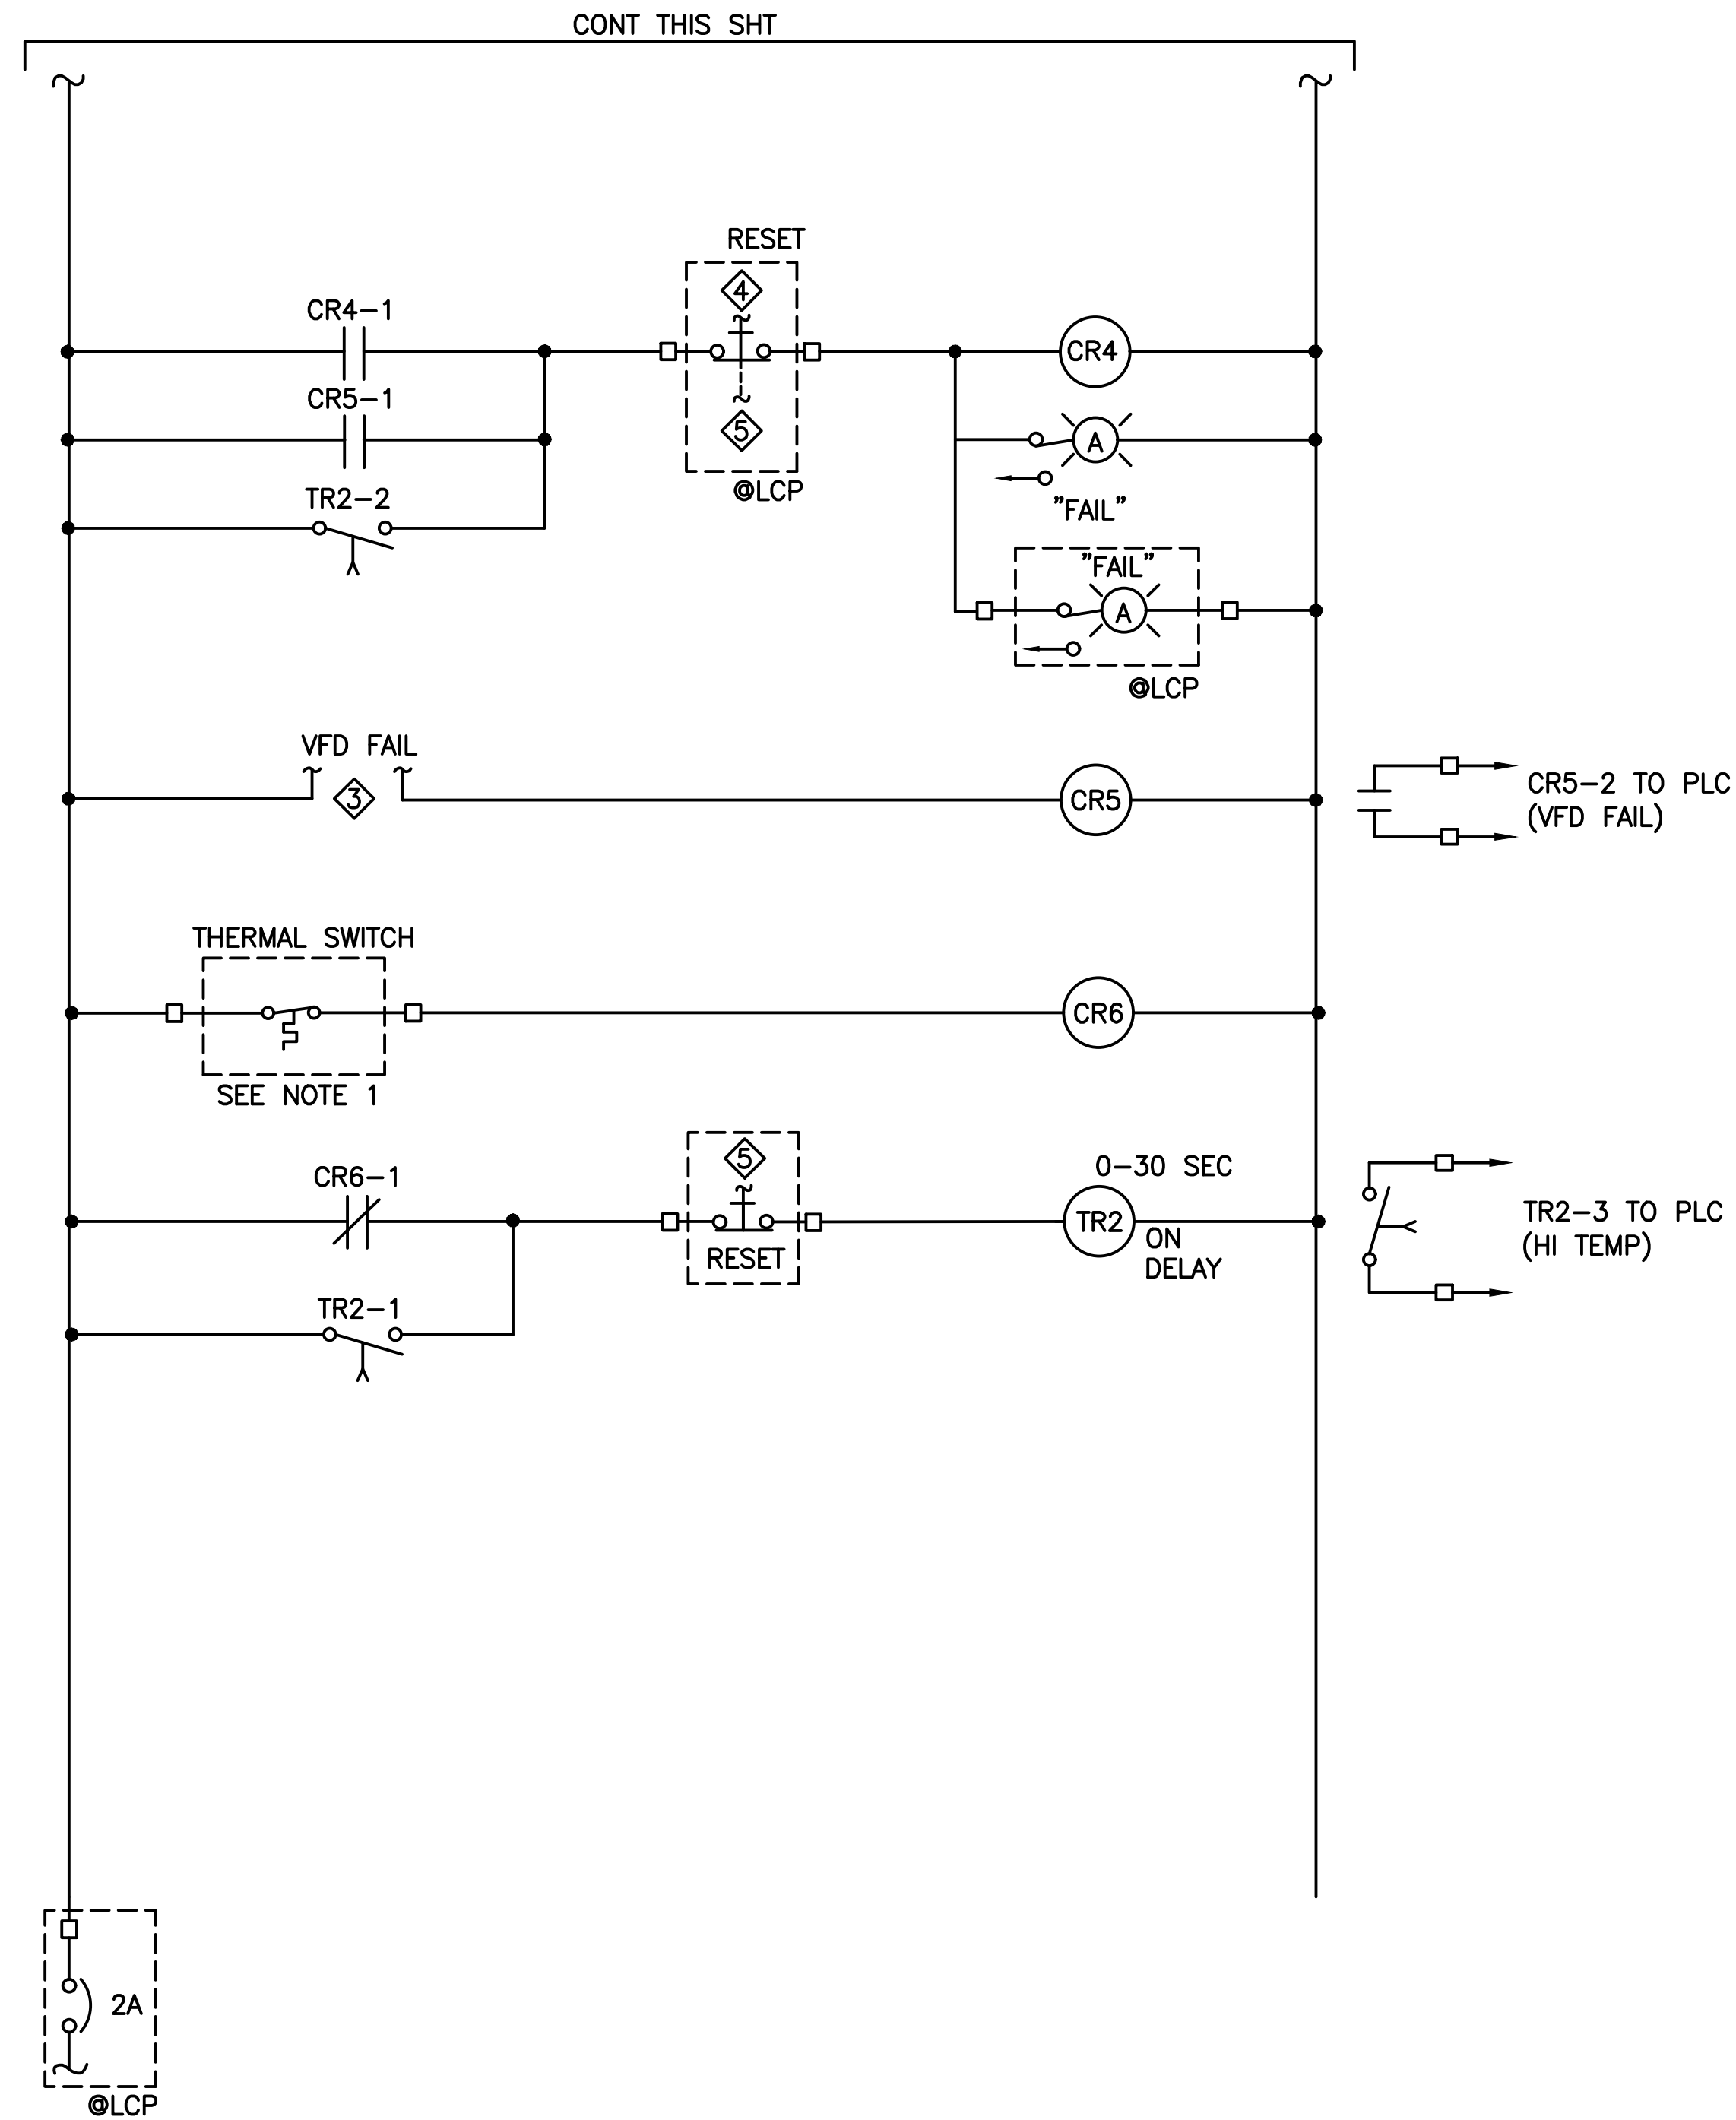 CONT THIS SHT
RESET
4
CR4-1
CR4
CR5-1
5
A
@LCP
TR2-2
"FAIL"
"FAIL"
A
@LCP
VFD FAIL
3
CR5
CR5-2 TO PLC
(VFD FAIL)
THERMAL SWITCH
CR6
SEE NOTE 1
5
CR6-1
0-30 SEC
TR2
ON
DELAY
RESET
TR2-3 TO PLC
(HI TEMP)
TR2-1
2A
@LCP